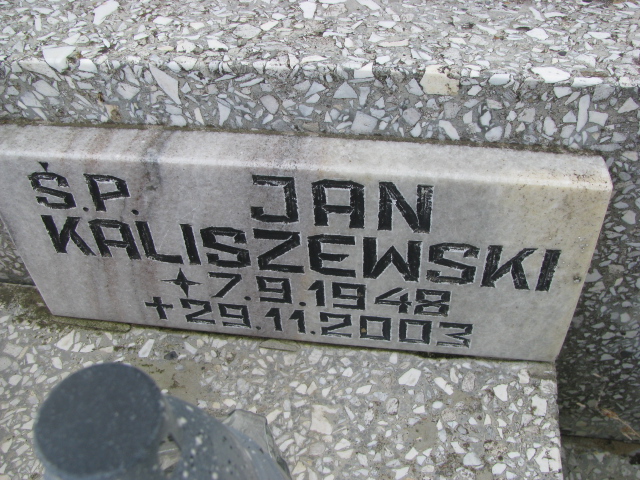 Ś.P. JAN
KALISZEWSKI
7.9.1948
+29.11.2003